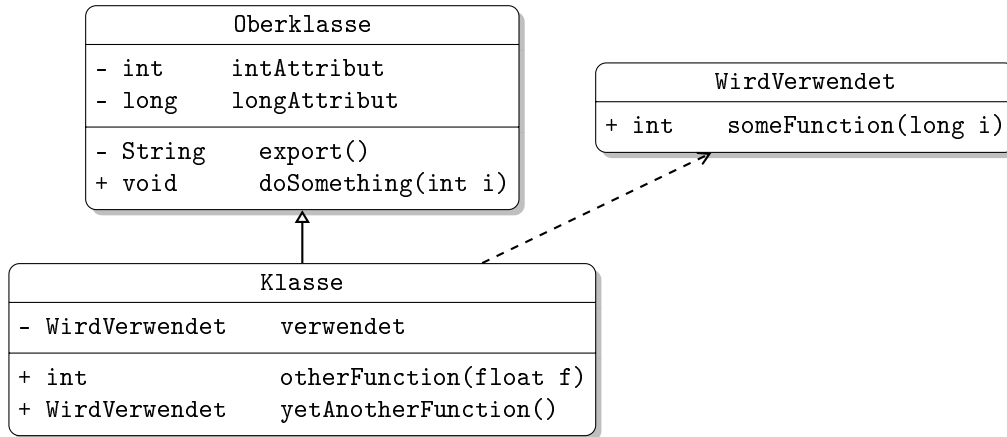 Oberklasse
- int intAttribut
- long longAttribut
- String export()
+ void doSomething(int i)
WirdVerwendet
+ int someFunction(long i)
Klasse
- WirdVerwendet verwendet
+ int otherFunction(float f)
+ WirdVerwendet yetAnotherFunction()